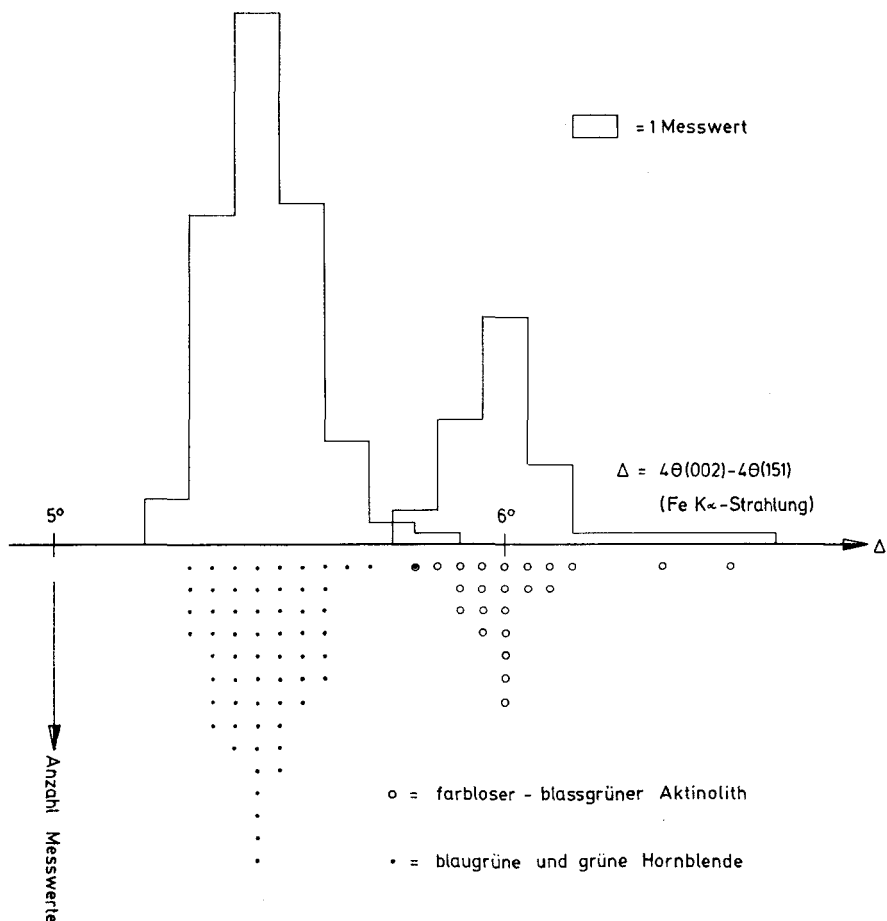 = 1 Messwert
Δ = 4θ(002)-4θ(151)
(Fe K∝-Strahlung)
5°
6°
Δ
Anzahl Messwerte
o = farbloser - blassgrüner Aktinolith
• = blaugrüne und grüne Hornblende